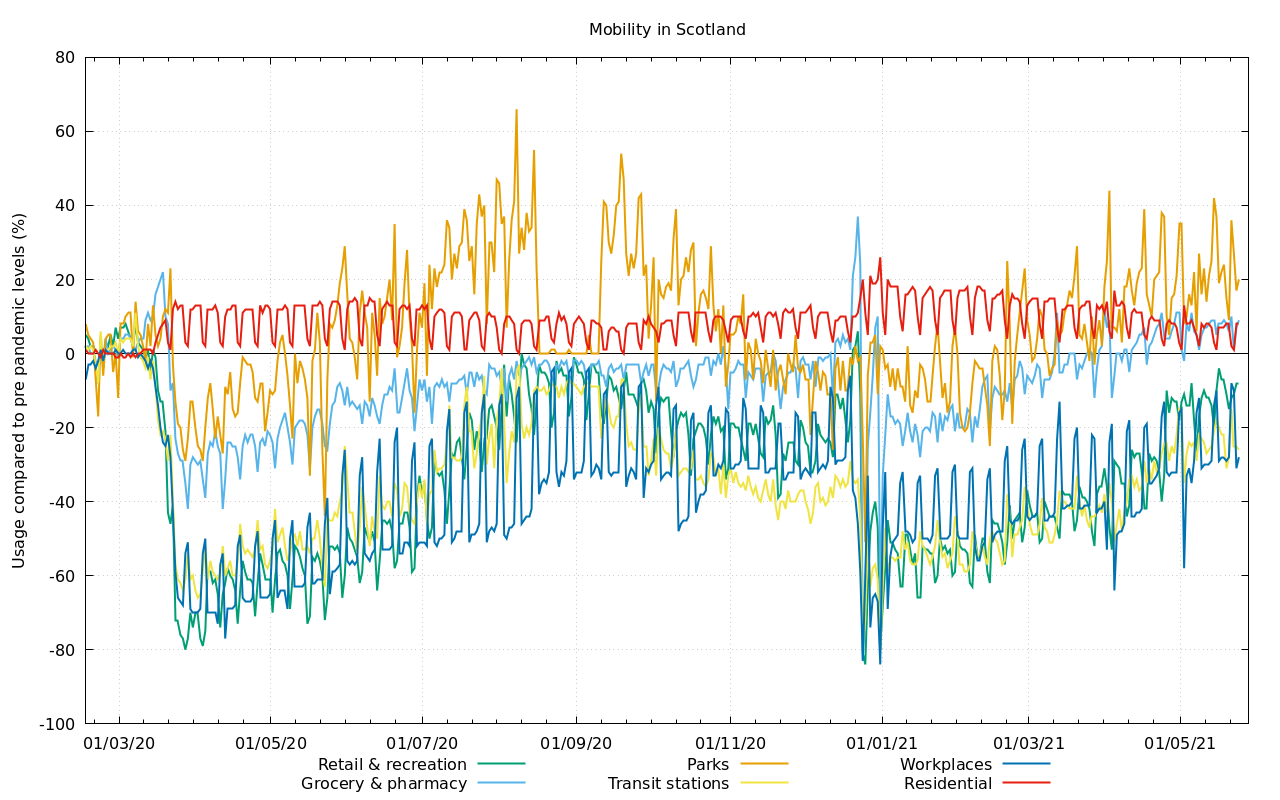 Mobility in Scotland
Usage compared to pre pandemic levels (%)
80
60
40
20
0
-20
-40
-60
-80
-100
01/03/20 01/05/20 01/07/20 01/09/20 01/11/20 01/01/21 01/03/21 01/05/21
Retail & recreation Parks Workplaces
Grocery & pharmacy Transit stations Residential